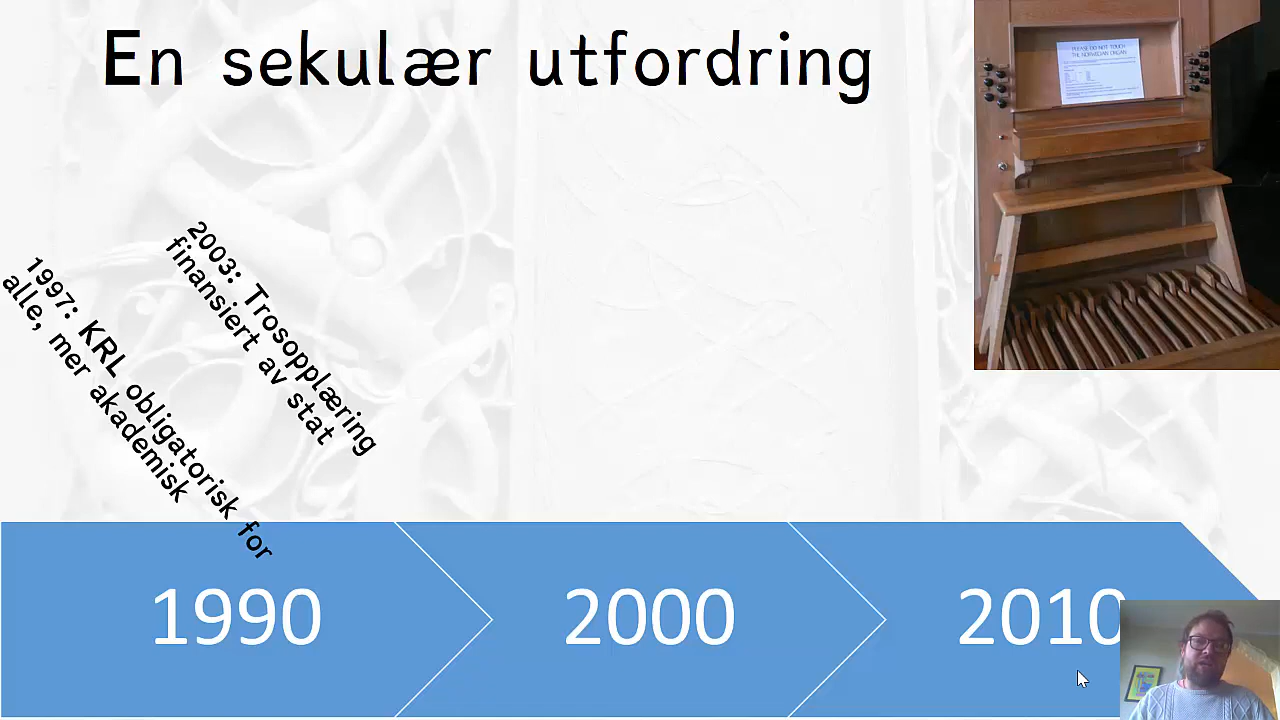 En sekulær utfordring
PLEASE DO NOT TOUCH
THE NORWEGIAN ORGAN
1997: KRL obligatorisk for
alle, mer akademisk
2003: Trosopplæring
finansiert av stat
1990
2000
2010